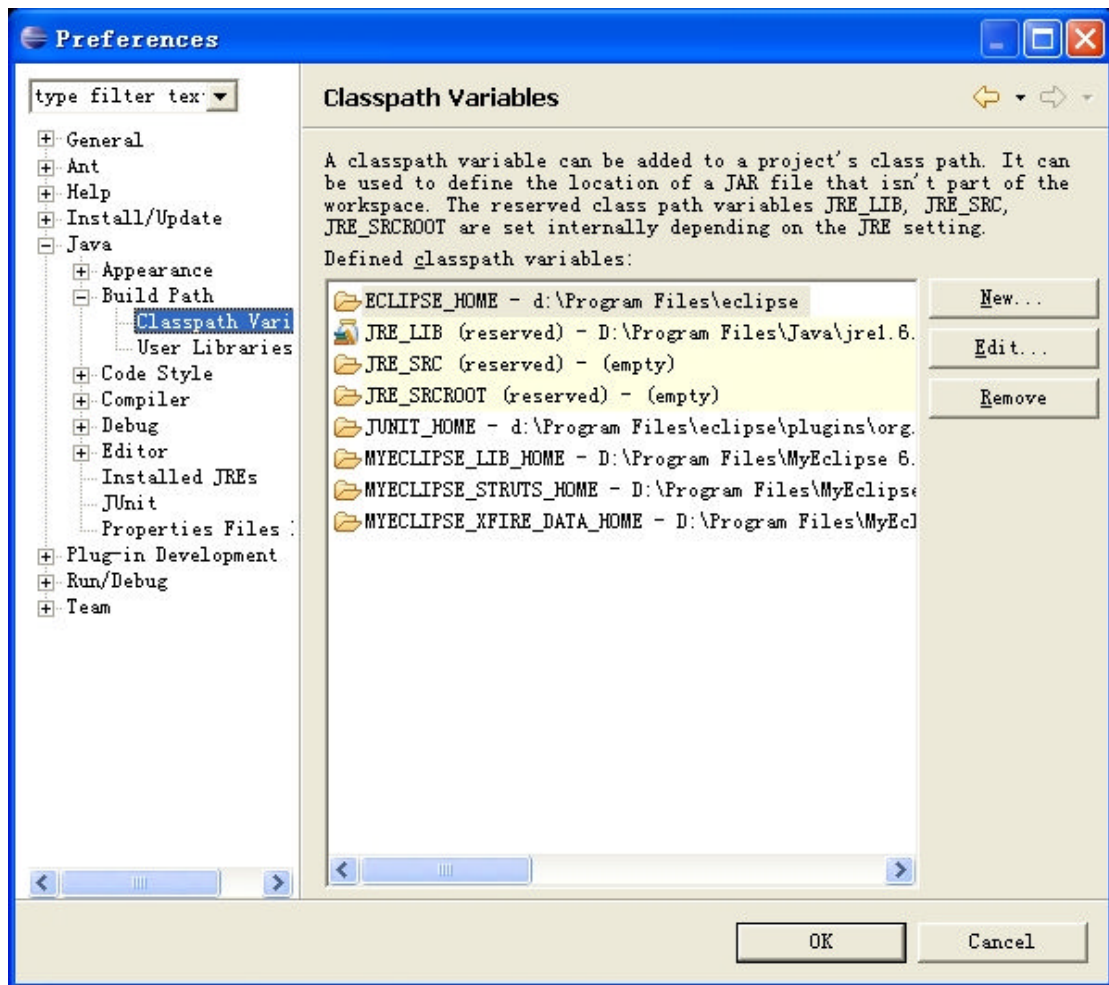 Preferences
type filter tex
General
Ant
Help
Install/Update
Java
Appearance
Build Path
Classpath Vari
User Libraries
Code Style
Compiler
Debug
Editor
Installed JREs
JUnit
Properties Files
Plug-in Development
Run/Debug
Team
Classpath Variables
A classpath variable can be added to a project's class path. It can
be used to define the location of a JAR file that isn't part of the
workspace. The reserved class path variables JRE_LIB, JRE_SRC,
JRE_SRCROOT are set internally depending on the JRE setting.
Defined classpath variables:
ECLIPSE_HOME - d:\Program Files\eclipse
JRE_LIB (reserved) - D:\Program Files\Java\jre1.6.
JRE_SRC (reserved) - (empty)
JRE_SRCROOT (reserved) - (empty)
JUNIT_HOME - d:\Program Files\eclipse\plugins\org.
MYECLIPSE_LIB_HOME - D:\Program Files\MyEclipse 6.
MYECLIPSE_STRUTS_HOME - D:\Program Files\MyEclipse
MYECLIPSE_XFIRE_DATA_HOME - D:\Program Files\MyEcl
New...
Edit...
Remove
OK
Cancel